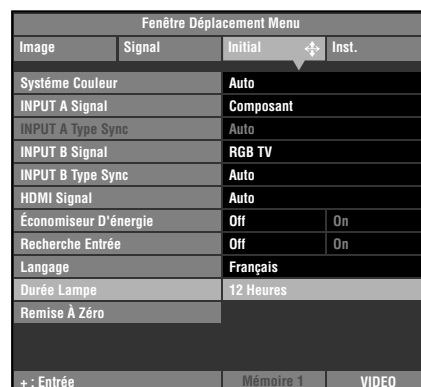 Fenêtre Déplacement Menu
Image Signal Initial Inst.
Systéme Couleur Auto
INPUT A Signal Composant
INPUT A Type Sync Auto
INPUT B Signal RGB TV
INPUT B Type Sync Auto
HDMI Signal Auto
Économiseur D'énergie Off On
Recherche Entrée Off On
Langage Français
Durée Lampe 12 Heures
Remise À Zéro
+ : Entrée Mémoire 1 VIDEO